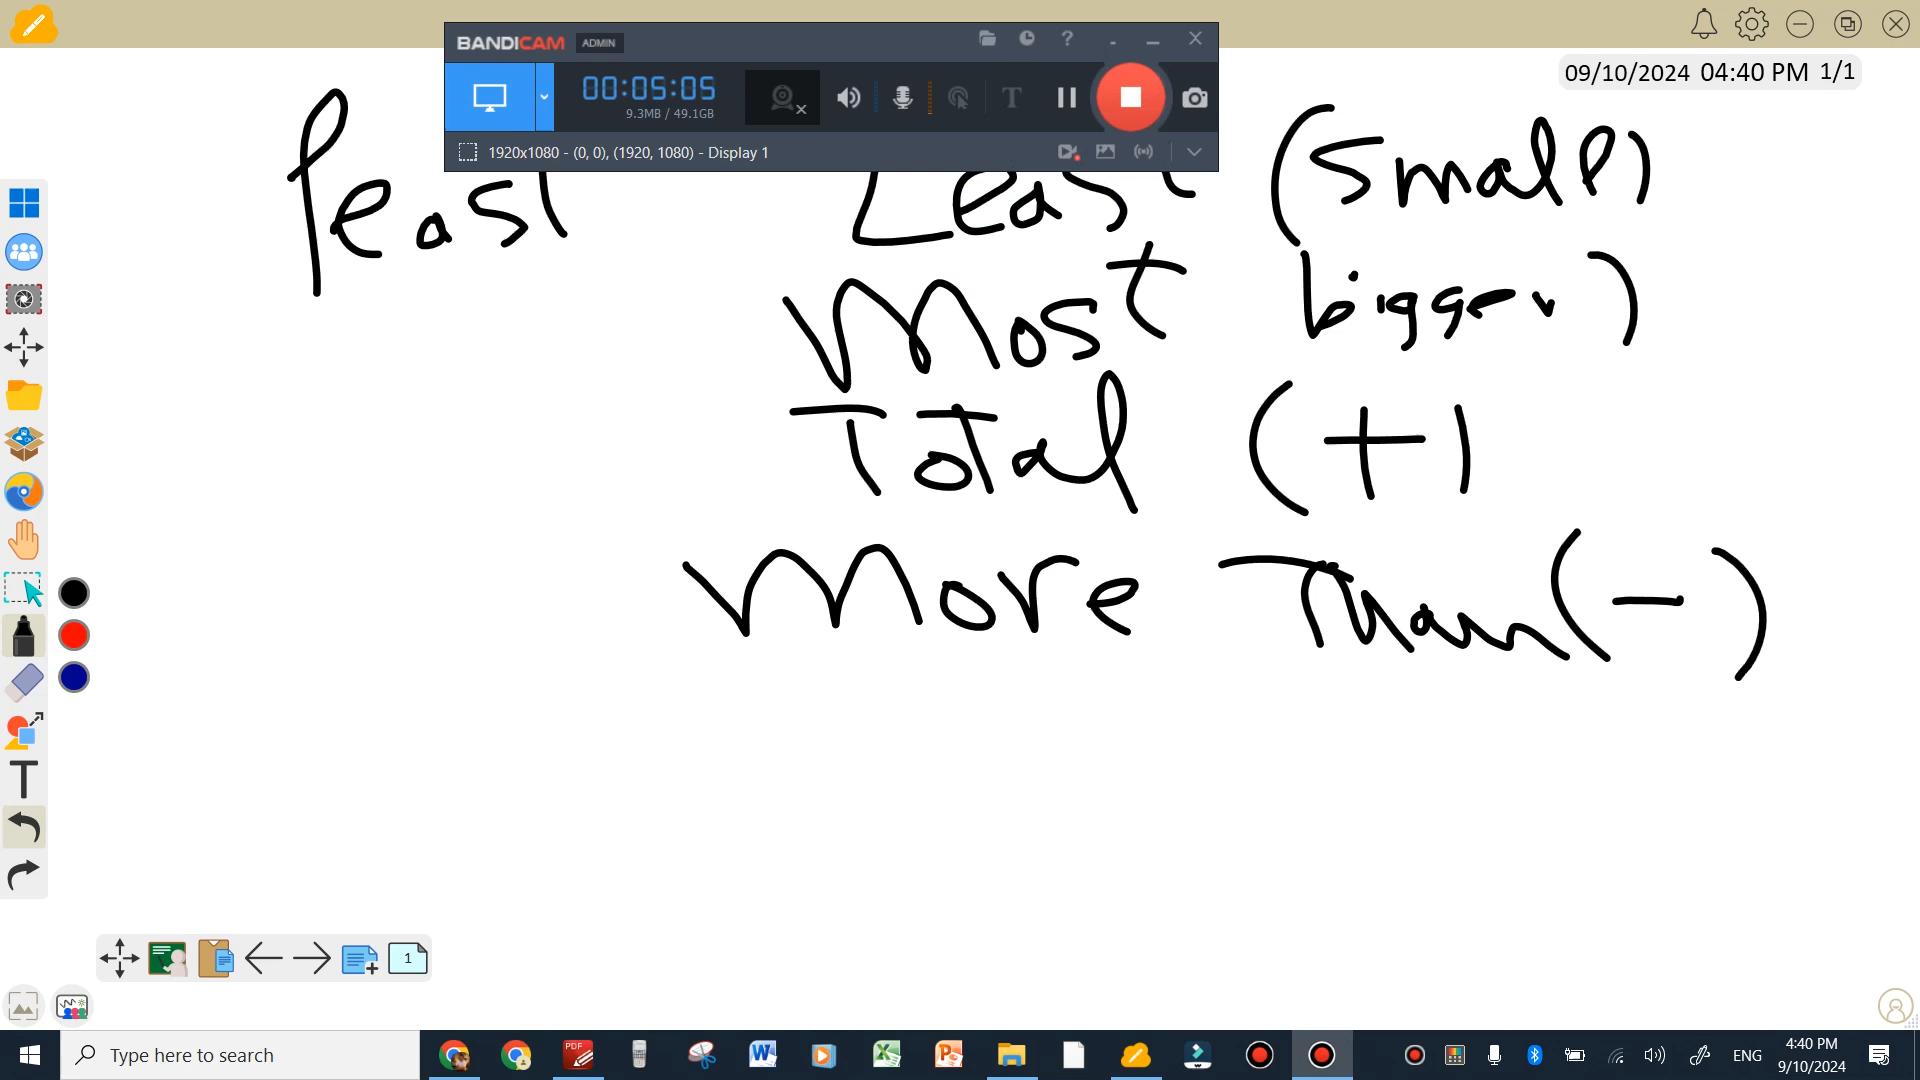 BANDICAM ADMIN
00:05:05
9.3MB / 49.1GB
1920x1080 - (0, 0), (1920, 1080) - Display 1
09/10/2024 04:40 PM 1/1
least Least (Small)
Most bigger)
Total (+)
More Than (-)
1
Type here to search
ENG
4:40 PM
9/10/2024